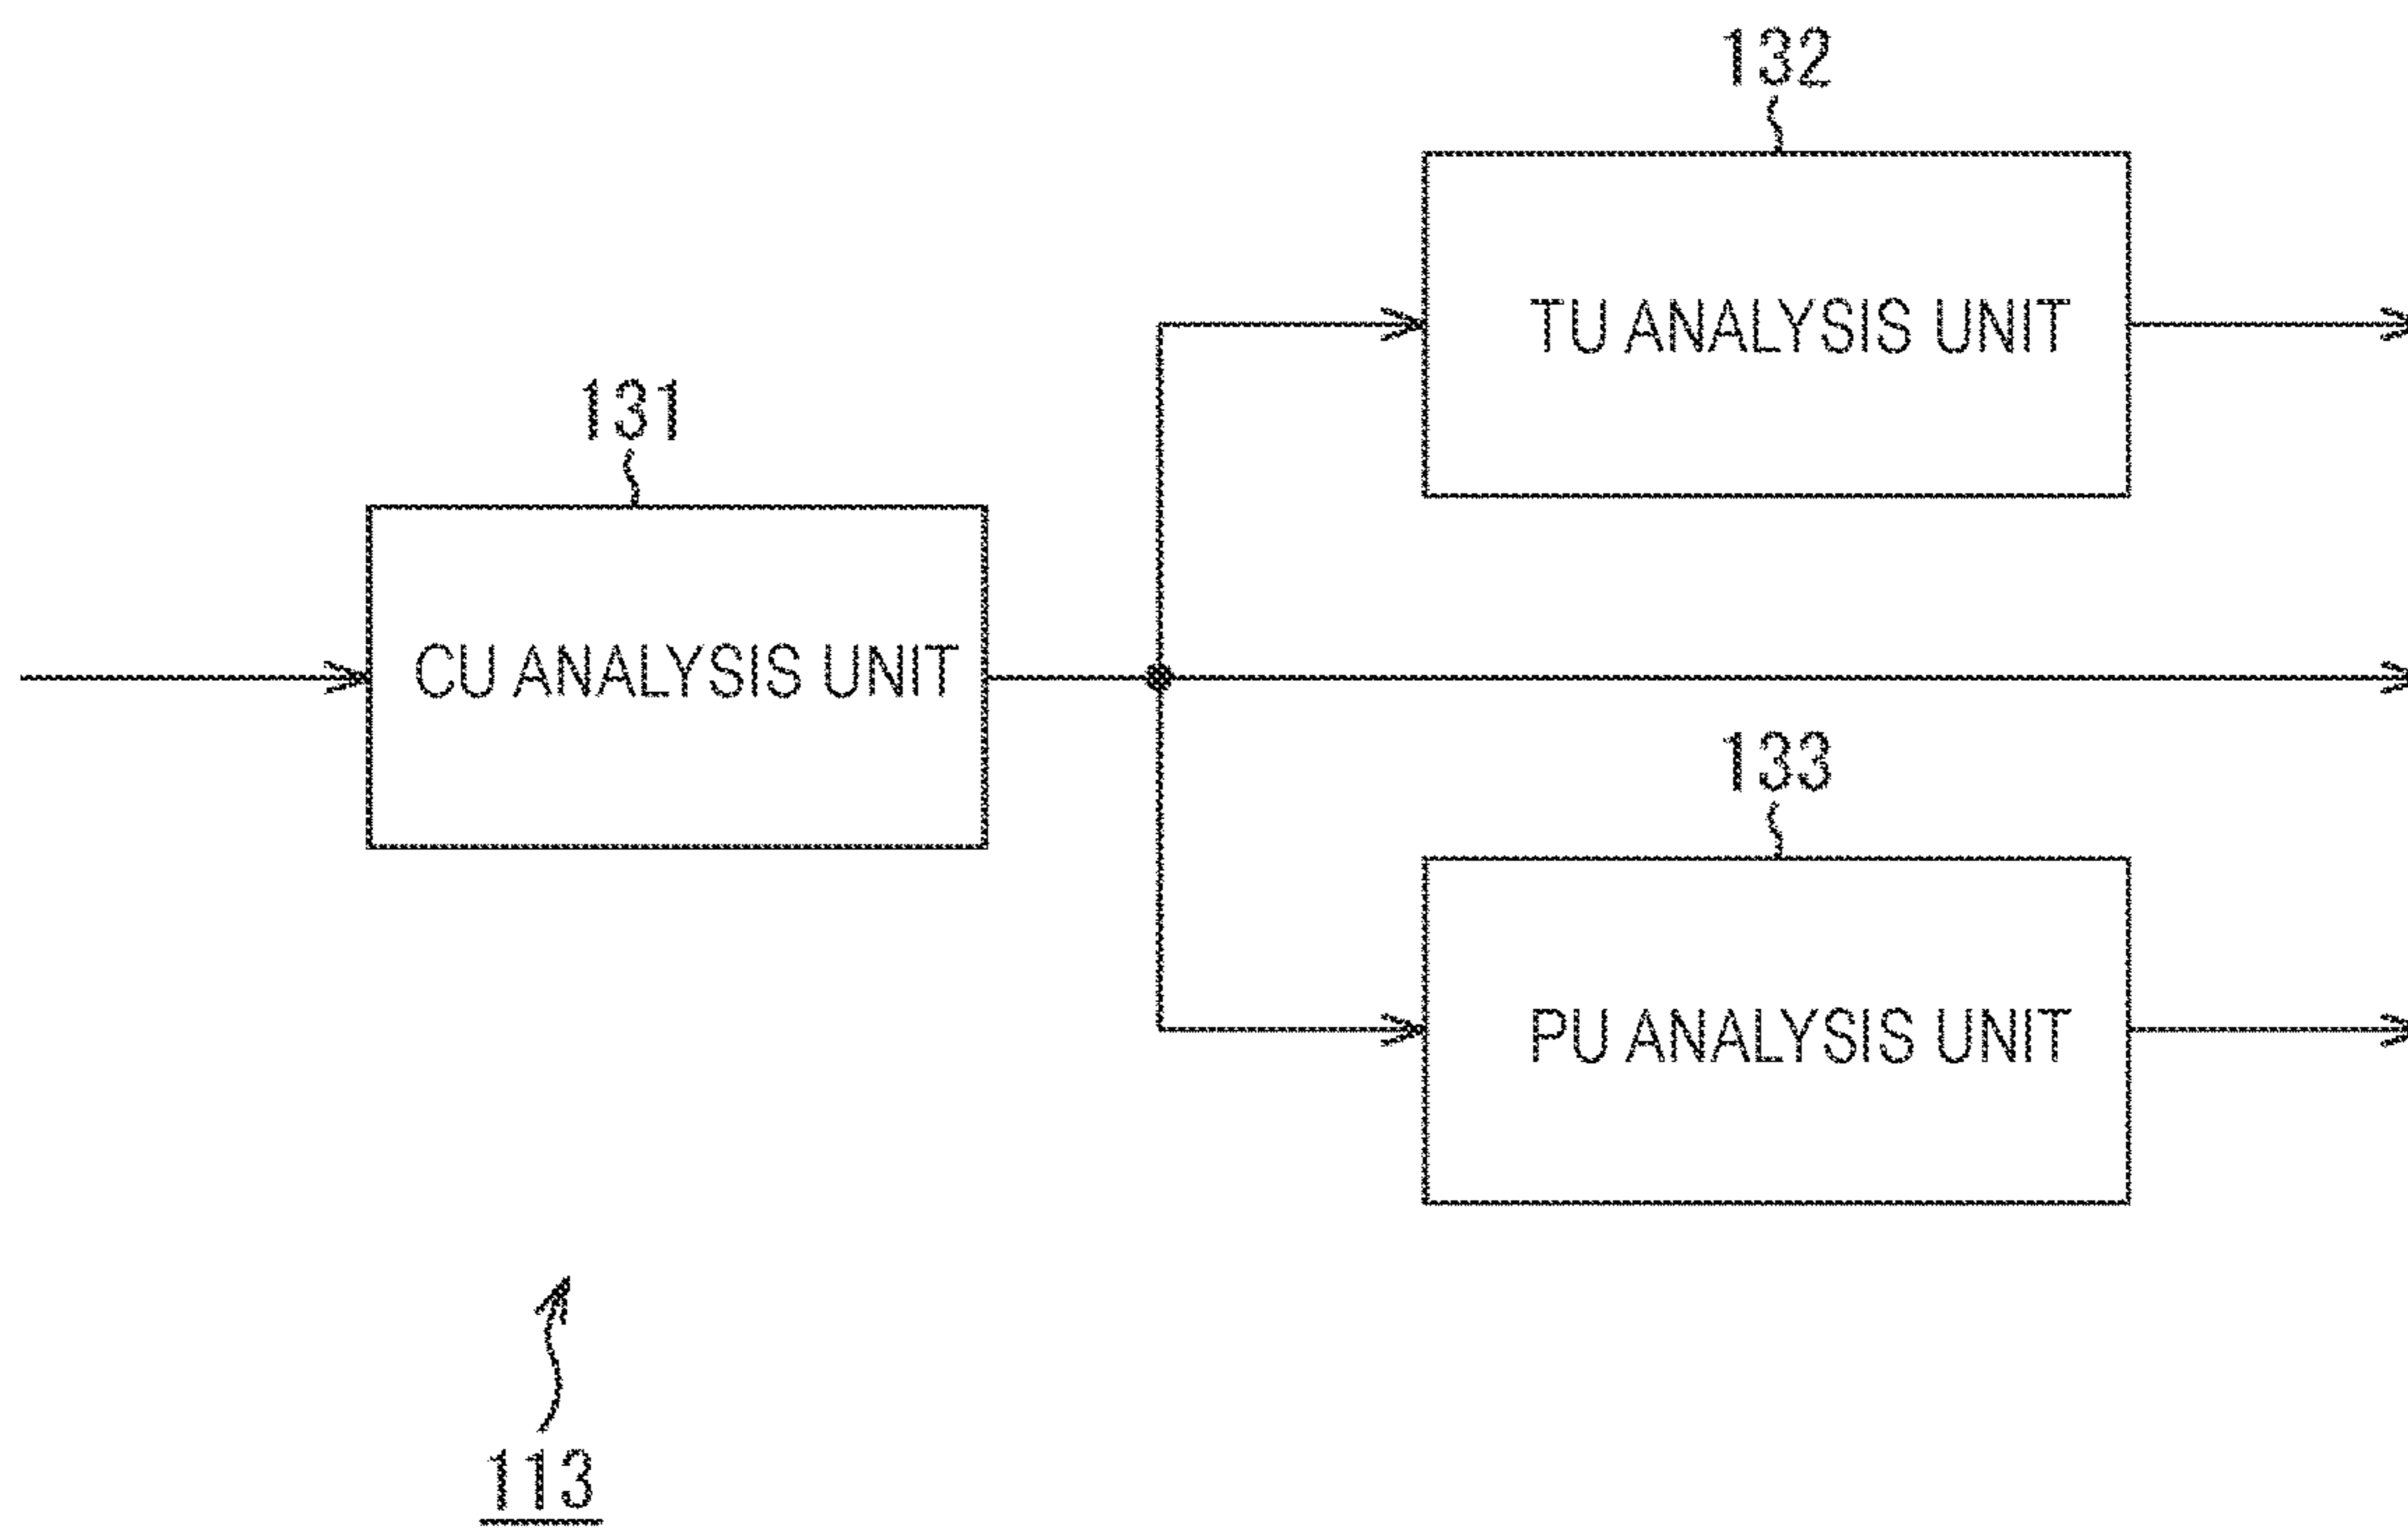 132
TU ANALYSIS UNIT
131
CU ANALYSIS UNIT
133
PU ANALYSIS UNIT
113